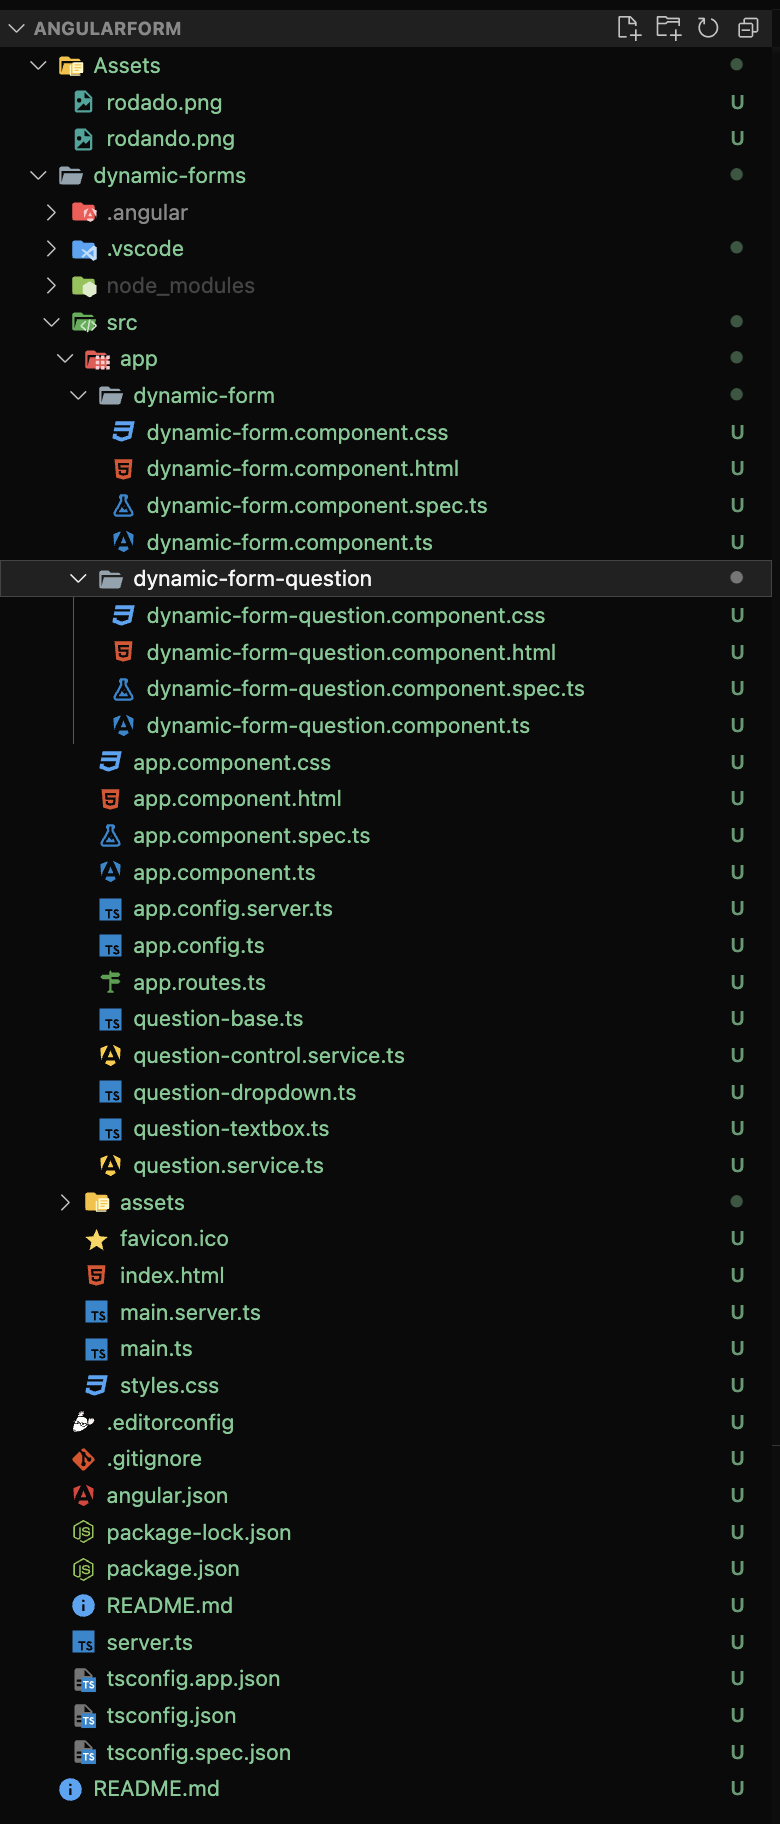 ANGULARFORM
Assets
rodado.png U
rodando.png U
dynamic-forms
.angular
.vscode
node_modules
src
app
dynamic-form
dynamic-form.component.css U
dynamic-form.component.html U
dynamic-form.component.spec.ts U
dynamic-form.component.ts U
dynamic-form-question
dynamic-form-question.component.css U
dynamic-form-question.component.html U
dynamic-form-question.component.spec.ts U
dynamic-form-question.component.ts U
app.component.css U
app.component.html U
app.component.spec.ts U
app.component.ts U
app.config.server.ts U
app.config.ts U
app.routes.ts U
question-base.ts U
question-control.service.ts U
question-dropdown.ts U
question-textbox.ts U
question.service.ts U
assets
favicon.ico U
index.html U
main.server.ts U
main.ts U
styles.css U
.editorconfig U
.gitignore U
angular.json U
package-lock.json U
package.json U
README.md U
server.ts U
tsconfig.app.json U
tsconfig.json U
tsconfig.spec.json U
README.md U